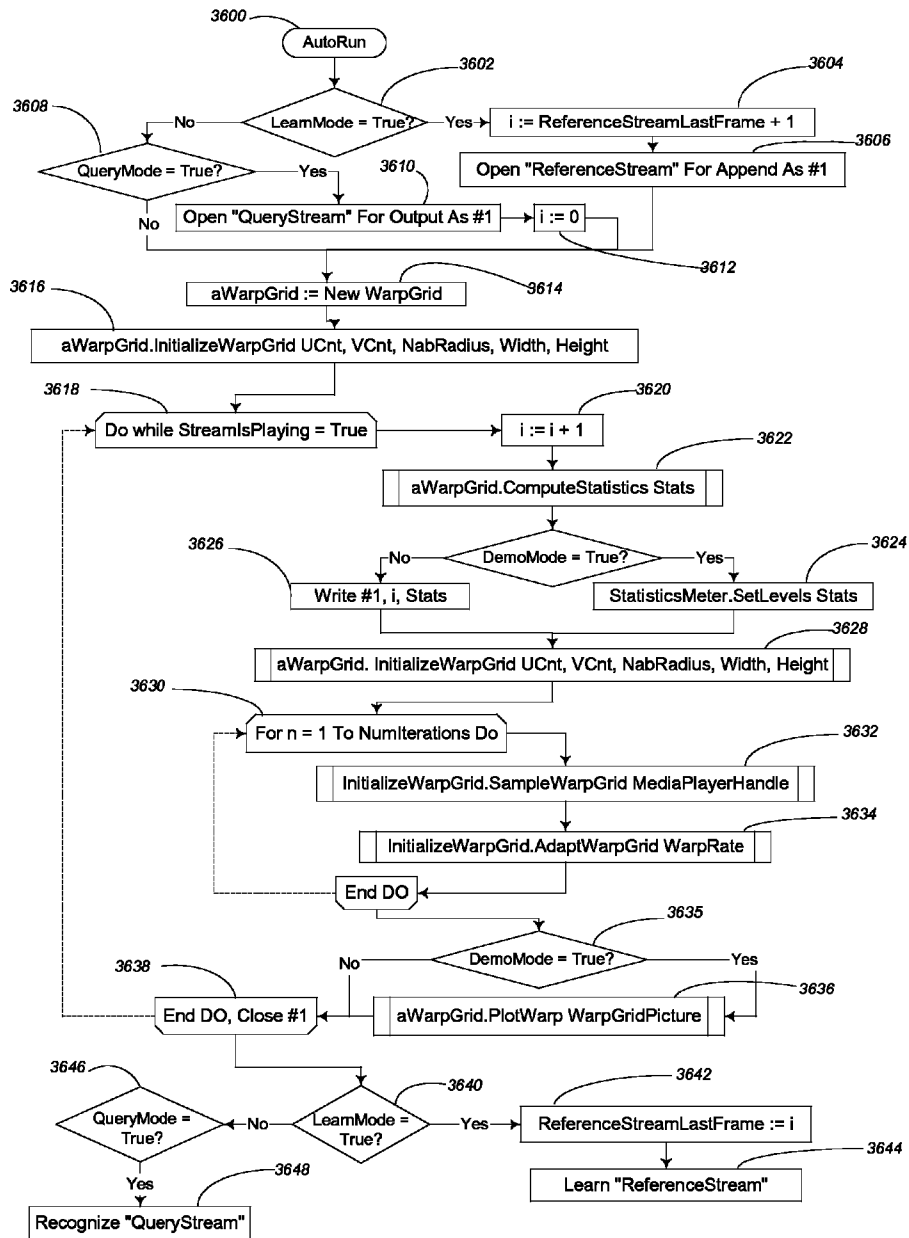 3600
AutoRun
3602
LearnMode = True?
3604
i := ReferenceStreamLastFrame + 1
3606
Open "ReferenceStream" For Append As #1
3608
QueryMode = True?
No
Yes
Yes
3610
Open "QueryStream" For Output As #1
i := 0
3612
No
3614
aWarpGrid := New WarpGrid
3616
aWarpGrid.InitializeWarpGrid UCnt, VCnt, NabRadius, Width, Height
3618
Do while StreamIsPlaying = True
3620
i := i + 1
3622
aWarpGrid.ComputeStatistics Stats
DemoMode = True?
No
Yes
3626
Write #1, i, Stats
3624
StatisticsMeter.SetLevels Stats
3628
aWarpGrid. InitializeWarpGrid UCnt, VCnt, NabRadius, Width, Height
3630
For n = 1 To NumIterations Do
3632
InitializeWarpGrid.SampleWarpGrid MediaPlayerHandle
3634
InitializeWarpGrid.AdaptWarpGrid WarpRate
End DO
3635
DemoMode = True?
No
Yes
3636
aWarpGrid.PlotWarp WarpGridPicture
3638
End DO, Close #1
3640
LearnMode =
True?
No
Yes
3642
ReferenceStreamLastFrame := i
3644
Learn "ReferenceStream"
3646
QueryMode =
True?
Yes
3648
Recognize "QueryStream"